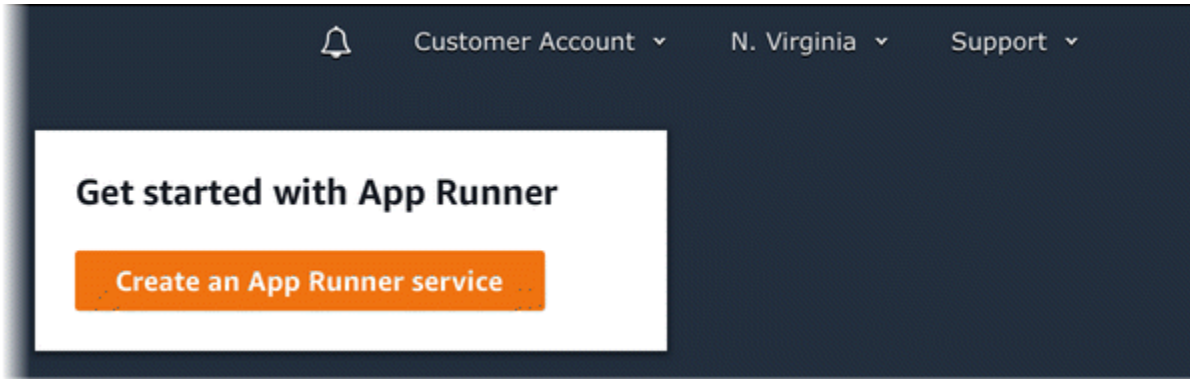 Customer Account N. Virginia Support
Get started with App Runner
Create an App Runner service